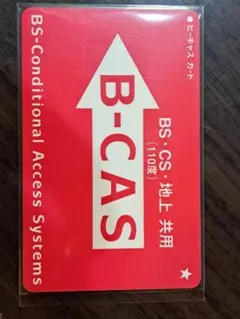 ● ビーキャス カード
BS・CS・地上 共用
(110度)
B-CAS
BS-Conditional Access Systems